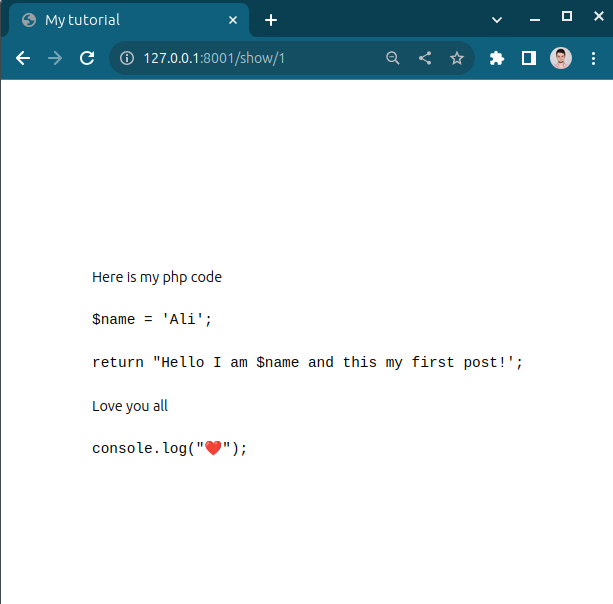 My tutorial
127.0.0.1:8001/show/1
Here is my php code
$name = 'Ali';
return "Hello I am $name and this my first post!';
Love you all
console.log("❤️");